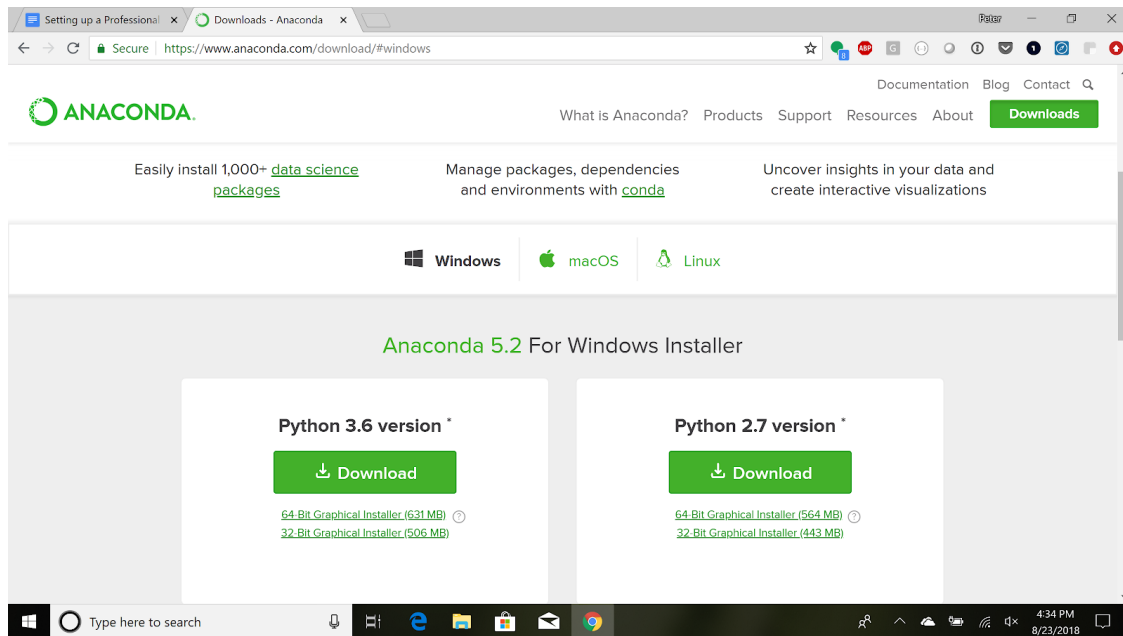 Setting up a Professional
Downloads - Anaconda
Peter
Secure
https://www.anaconda.com/download/#windows
8
ABP
G
1
Documentation Blog Contact
ANACONDA.
What is Anaconda? Products Support Resources About Downloads
Easily install 1,000+ data science
packages
Manage packages, dependencies
and environments with conda
Uncover insights in your data and
create interactive visualizations
Windows
macOS
Linux
Anaconda 5.2 For Windows Installer
Python 3.6 version *
Download
64-Bit Graphical Installer (631 MB) ?
32-Bit Graphical Installer (506 MB)
Python 2.7 version *
Download
64-Bit Graphical Installer (564 MB) ?
32-Bit Graphical Installer (443 MB)
Type here to search
4:34 PM
8/23/2018